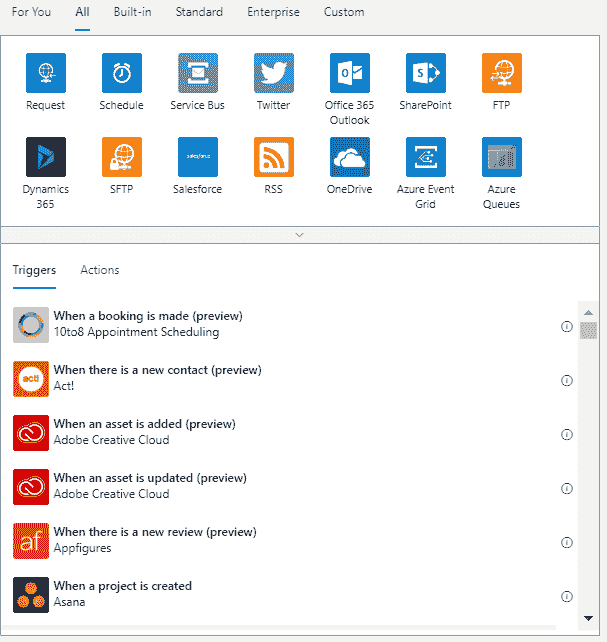 For You All Built-in Standard Enterprise Custom
Request Schedule Service Bus Twitter Office 365 Outlook SharePoint FTP
Dynamics 365 SFTP salesforce Salesforce RSS OneDrive Azure Event Grid Azure Queues
Triggers Actions
When a booking is made (preview)
10to8 Appointment Scheduling
act!
When there is a new contact (preview)
Act!
When an asset is added (preview)
Adobe Creative Cloud
When an asset is updated (preview)
Adobe Creative Cloud
af
When there is a new review (preview)
Appfigures
When a project is created
Asana